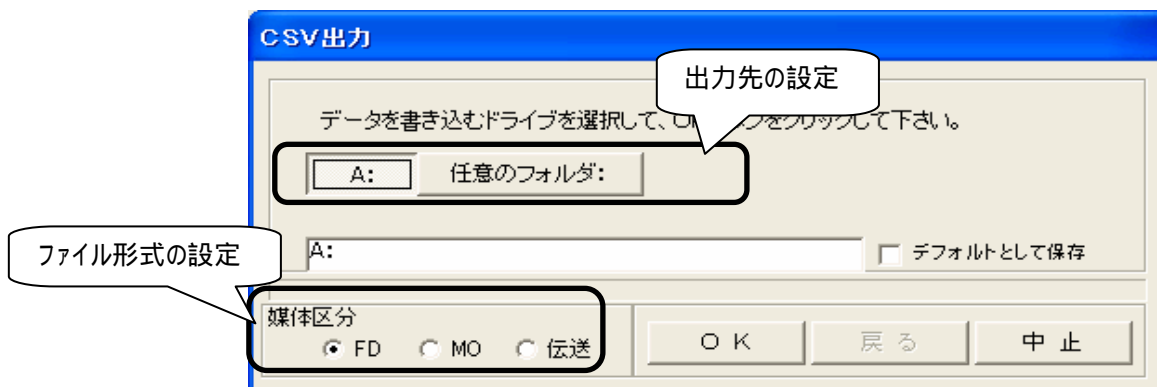 CSV出力
出力先の設定
データを書き込むドライブを選択して、O をクリックして下さい。
A: 任意のフォルダ:
ファイル形式の設定
A: デフォルトとして保存
媒体区分
FD MO 伝送
OK 戻る 中止